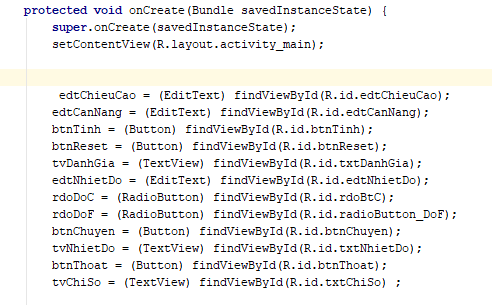 protected void onCreate(Bundle savedInstanceState) {
super.onCreate(savedInstanceState);
setContentView(R.layout.activity_main);
edtChieuCao = (EditText) findViewById(R.id.edtChieuCao);
edtCanNang = (EditText) findViewById(R.id.edtCanNang);
btnTinh = (Button) findViewById(R.id.btnTinh);
btnReset = (Button) findViewById(R.id.btnReset);
tvDanhGia = (TextView) findViewById(R.id.txtDanhGia);
edtNhietDo = (EditText) findViewById(R.id.edtNhietDo);
rdoDoC = (RadioButton) findViewById(R.id.rdoBtC);
rdoDoF = (RadioButton) findViewById(R.id.radioButton_DoF);
btnChuyen = (Button) findViewById(R.id.btnChuyen);
tvNhietDo = (TextView) findViewById(R.id.txtNhietDo);
btnThoat = (Button) findViewById(R.id.btnThoat);
tvChiSo = (TextView) findViewById(R.id.txtChiSo) ;